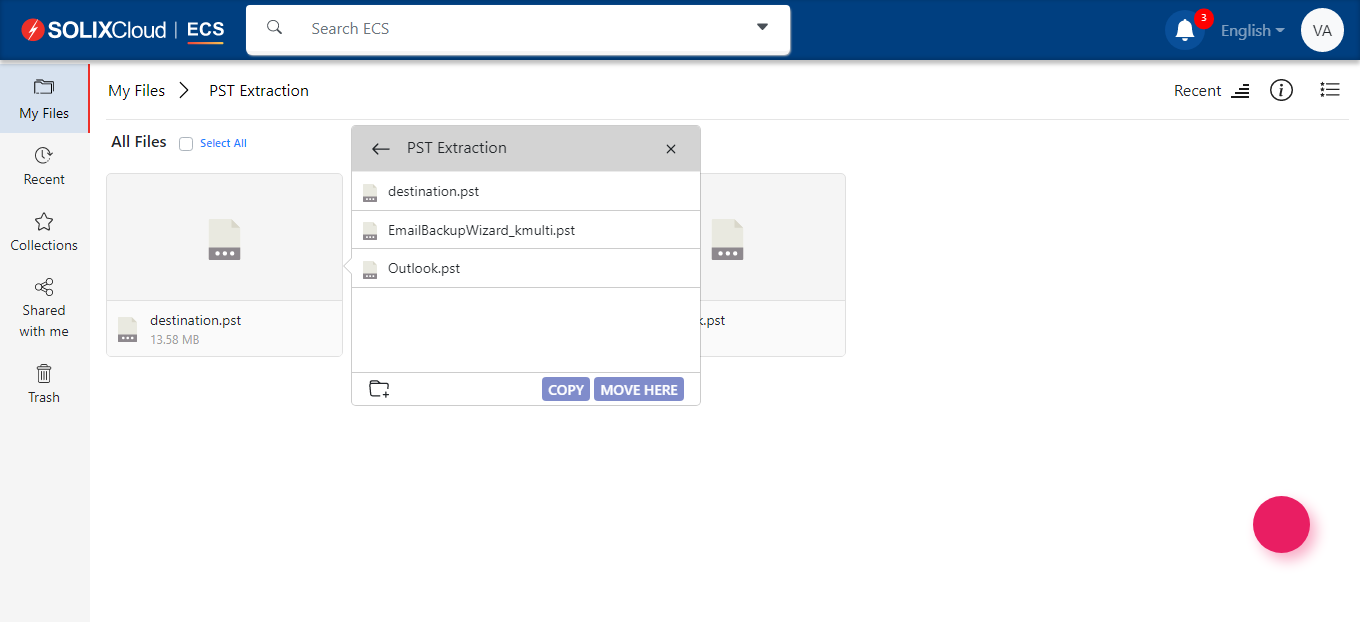 SOLIXCloud | ECS
Search ECS
3
English
VA
My Files
Recent
Collections
Shared
with me
Trash
My Files
PST Extraction
Recent
All Files
Select All
destination.pst
13.58 MB
PST Extraction
destination.pst
EmailBackupWizard_kmulti.pst
Outlook.pst
COPY
MOVE HERE
k.pst